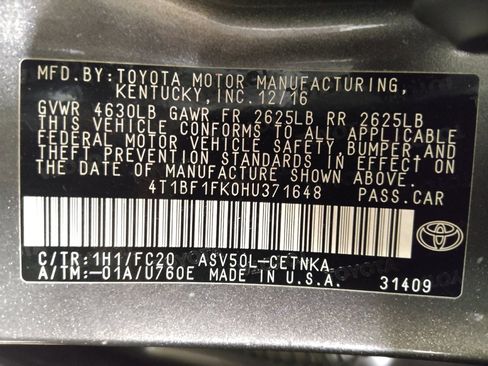 MFD. BY: TOYOTA MOTOR MANUFACTURING,
KENTUCKY, INC. 12/16
GVWR 4630LB GAWR FR 2625LB RR 2625LB
THIS VEHICLE CONFORMS TO ALL APPLICABLE
FEDERAL MOTOR VEHICLE SAFETY, BUMPER AND
THEFT PREVENTION STANDARDS IN EFFECT ON
THE DATE OF MANUFACTURE SHOWN ABOVE.
4T1BF1FK0HU371648 PASS.CAR
C/TR: 1H1/FC20 ASV50L-CETNKA
A/TM: -01A/U760E MADE IN U.S.A.
31409